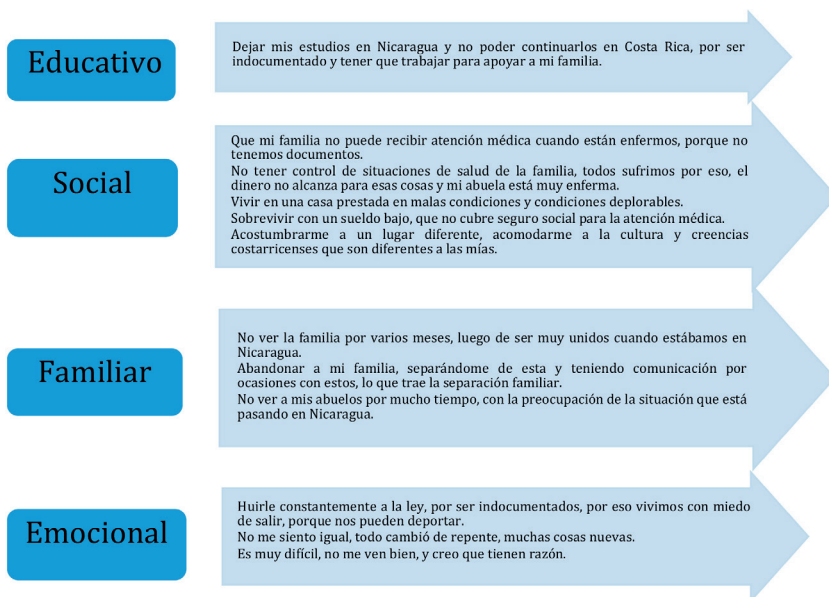 Educativo
Dejar mis estudios en Nicaragua y no poder continuarlos en Costa Rica, por ser
indocumentado y tener que trabajar para apoyar a mi familia.
Social
Que mi familia no puede recibir atención médica cuando están enfermos, porque no
tenemos documentos.
No tener control de situaciones de salud de la familia, todos sufrimos por eso, el
dinero no alcanza para esas cosas y mi abuela está muy enferma.
Vivir en una casa prestada en malas condiciones y condiciones deplorables.
Sobrevivir con un sueldo bajo, que no cubre seguro social para la atención médica.
Acostumbrarme a un lugar diferente, acomodarme a la cultura y creencias
costarricenses que son diferentes a las mías.
Familiar
No ver la familia por varios meses, luego de ser muy unidos cuando estábamos en
Nicaragua.
Abandonar a mi familia, separándome de esta y teniendo comunicación por
ocasiones con estos, lo que trae la separación familiar.
No ver a mis abuelos por mucho tiempo, con la preocupación de la situación que está
pasando en Nicaragua.
Emocional
Huirle constantemente a la ley, por ser indocumentados, por eso vivimos con miedo
de salir, porque nos pueden deportar.
No me siento igual, todo cambió de repente, muchas cosas nuevas.
Es muy difícil, no me ven bien, y creo que tienen razón.